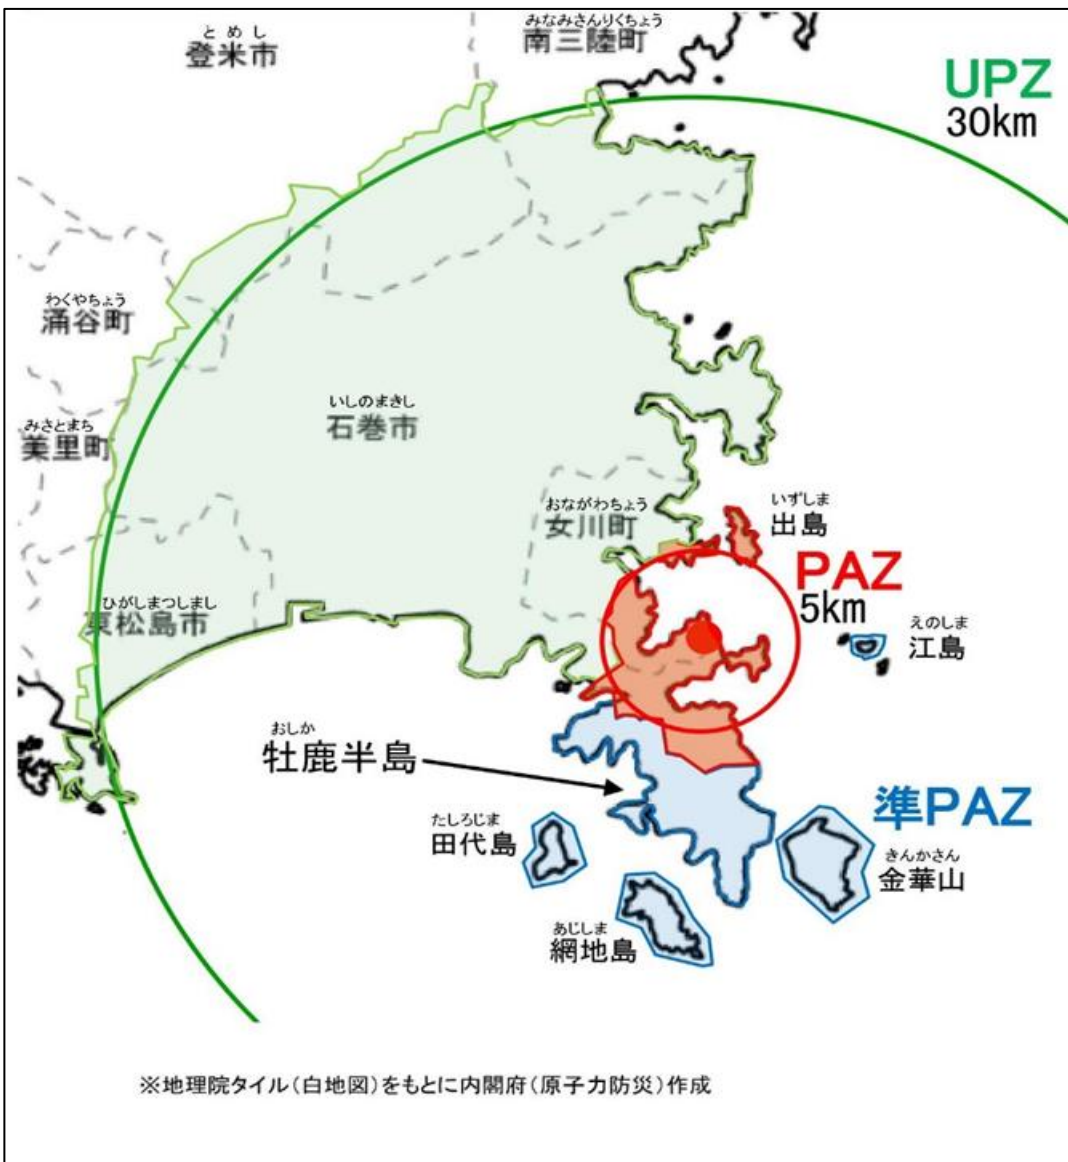 とめし
登米市
みなみさんりくちょう
南三陸町
UPZ
30km
わくやちょう
涌谷町
みさとまち
美里町
いしのまきし
石巻市
おながわちょう
女川町
いずしま
出島
PAZ
5km
ひがしまつしまし
東松島市
えのしま
江島
おしか
牡鹿半島
準PAZ
たしろじま
田代島
きんかさん
金華山
あじしま
網地島
※地理院タイル(白地図)をもとに内閣府(原子力防災)作成